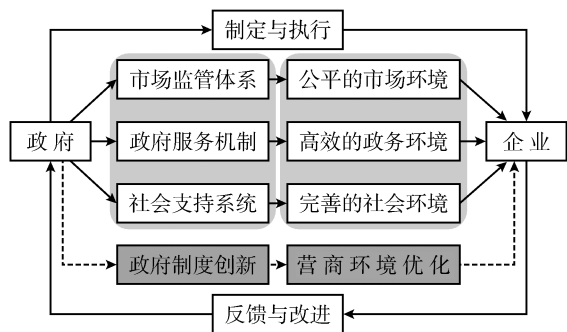 制定与执行
市场监管体系 公平的市场环境
政府 政府服务机制 高效的政务环境 企业
社会支持系统 完善的社会环境
政府制度创新 营商环境优化
反馈与改进